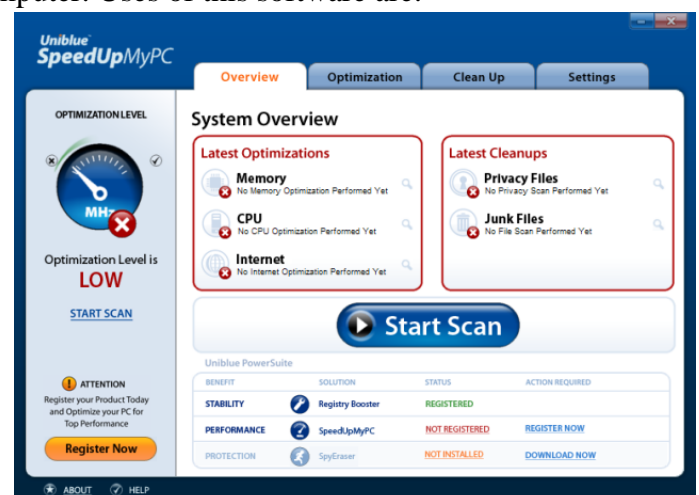 mputer. Uses of this software are:
Uniblue
SpeedUpMyPC
Overview
Optimization
Clean Up
Settings
OPTIMIZATION LEVEL
MHz
Optimization Level is
LOW
START SCAN
ATTENTION
Register your Product Today
and Optimize your PC for
Top Performance
Register Now
System Overview
Latest Optimizations
Memory
No Memory Optimization Performed Yet
CPU
No CPU Optimization Performed Yet
Internet
No Internet Optimization Performed Yet
Latest Cleanups
Privacy Files
No Privacy Scan Performed Yet
Junk Files
No File Scan Performed Yet
Start Scan
Uniblue PowerSuite
BENEFIT SOLUTION STATUS ACTION REQUIRED
STABILITY Registry Booster REGISTERED
PERFORMANCE SpeedUpMyPC NOT REGISTERED REGISTER NOW
PROTECTION SpyEraser NOT INSTALLED DOWNLOAD NOW
ABOUT HELP